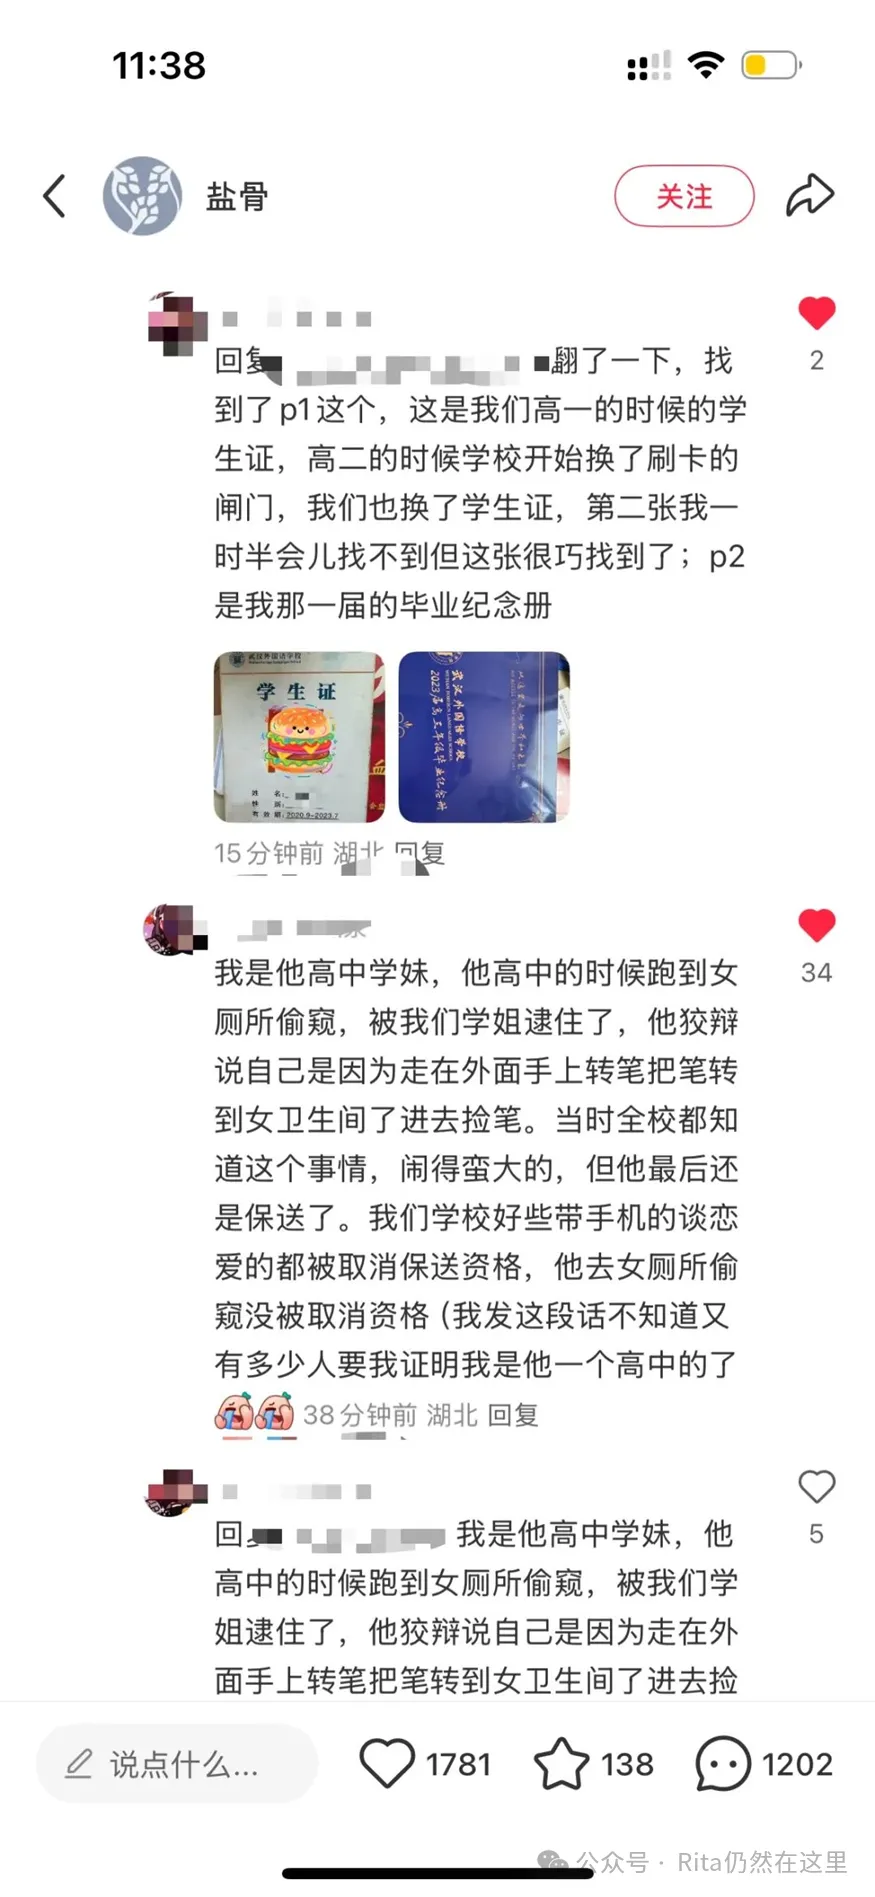 11:38
盐骨
关注
回复 翻了一下，找
到了p1这个，这是我们高一的时候的学
生证，高二的时候学校开始换了刷卡的
闸门，我们也换了学生证，第二张我一
时半会儿找不到但这张很巧找到了；p2
是我那一届的毕业纪念册
2
武汉外国语学校
学生证
姓 名：
性 别：
有效期：2020.9-2023.7
武汉外国语学校
2023届高三年级毕业纪念册
15分钟前 湖北 回复
我是他高中学妹，他高中的时候跑到女
厕所偷窥，被我们学姐逮住了，他狡辩
说自己是因为走在外面手上转笔把笔转
到女卫生间了进去捡笔。当时全校都知
道这个事情，闹得蛮大的，但他最后还
是保送了。我们学校好些带手机的谈恋
爱的都被取消保送资格，他去女厕所偷
窥没被取消资格（我发这段话不知道又
有多少人要我证明我是他一个高中的了
34
38分钟前 湖北 回复
回复 我是他高中学妹，他
高中的时候跑到女厕所偷窥，被我们学
姐逮住了，他狡辩说自己是因为走在外
面手上转笔把笔转到女卫生间了进去捡
5
说点什么...
1781
138
1202
公众号 · Rita仍然在这里